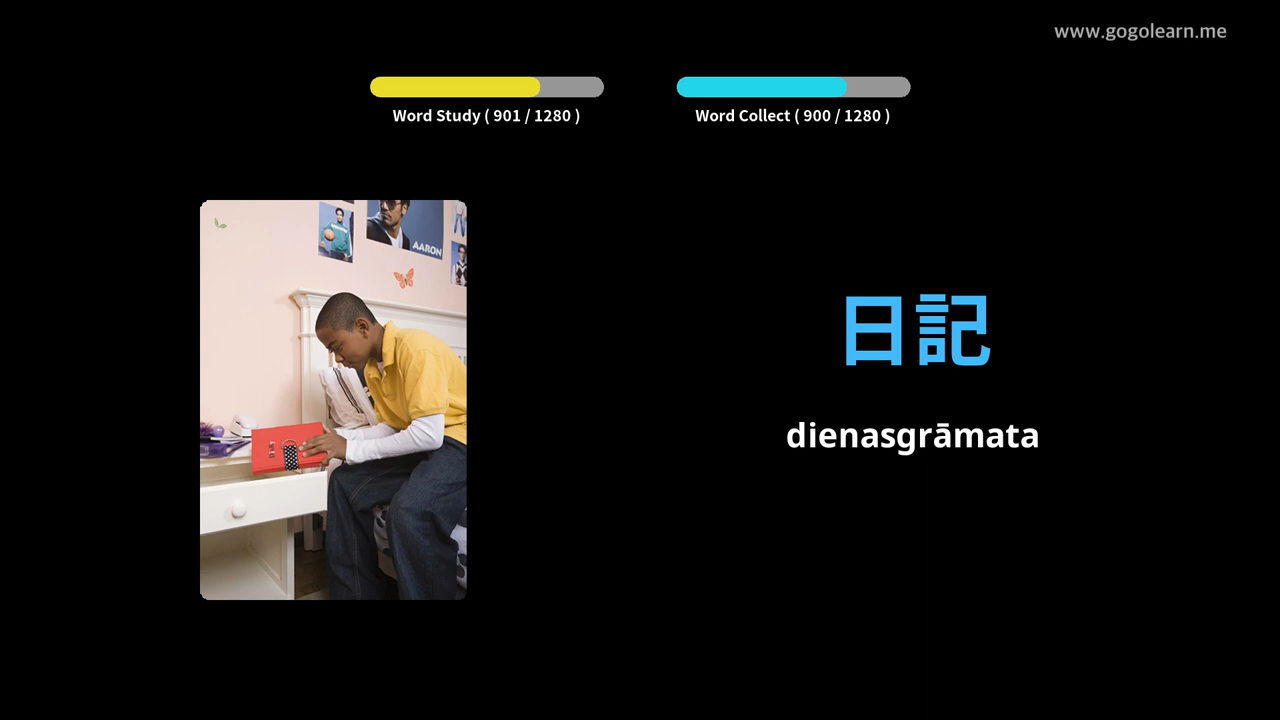 www.gogolearn.me
Word Study ( 901 / 1280 )
Word Collect ( 900 / 1280 )
AARON
日記
dienasgrāmata